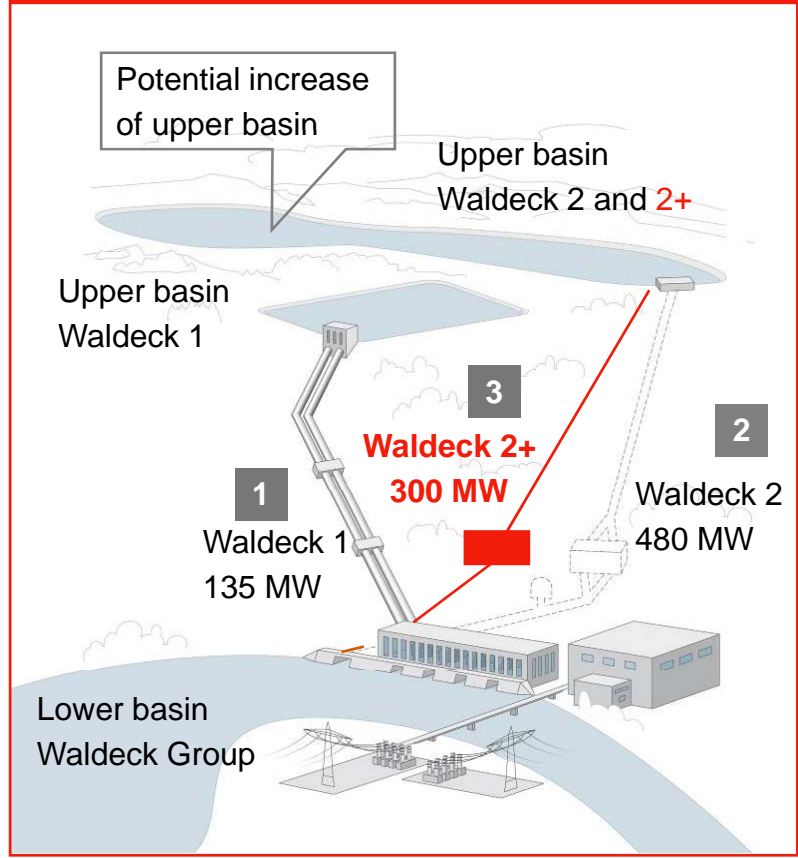 Potential increase
of upper basin
Upper basin
Waldeck 2 and 2+
Upper basin
Waldeck 1
3
Waldeck 2+
300 MW
2
Waldeck 2
480 MW
1
Waldeck 1
135 MW
Lower basin
Waldeck Group